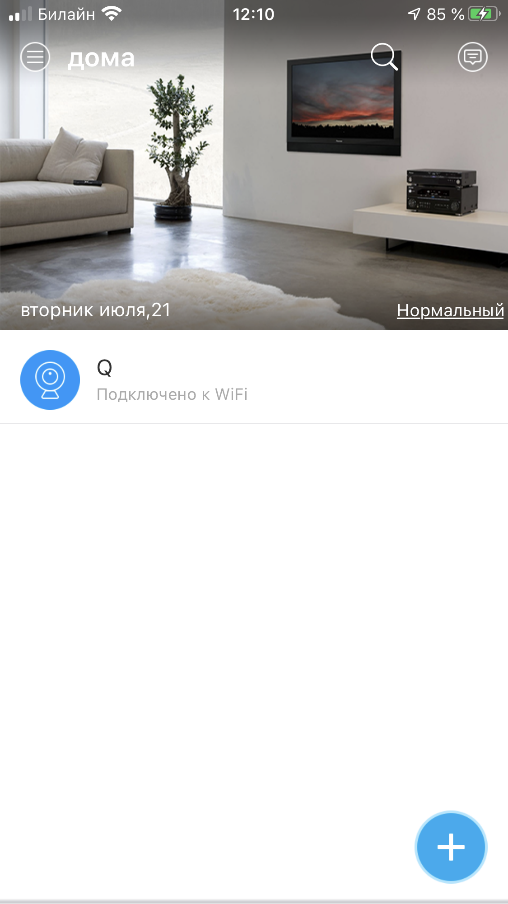 Билайн 12:10 85 %
дома
вторник июля,21 Нормальный
Q
Подключено к WiFi